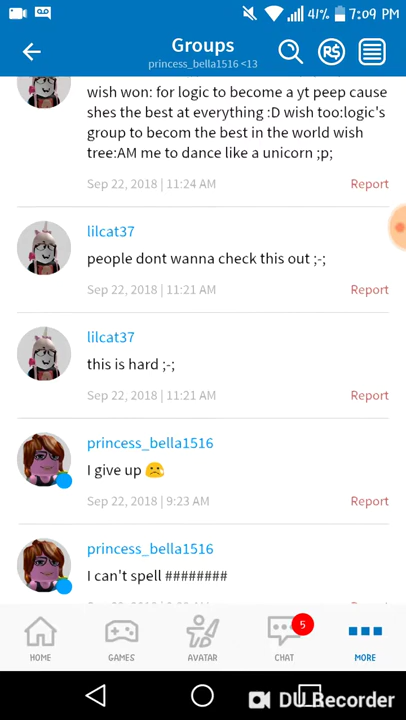 41% 7:09 PM
Groups
princess_bella1516 <13
R$
wish won: for logic to become a yt peep cause
shes the best at everything :D wish too:logic's
group to becom the best in the world wish
tree:AM me to dance like a unicorn ;p;
Sep 22, 2018 | 11:24 AM Report
lilcat37
people dont wanna check this out ;-;
Sep 22, 2018 | 11:21 AM Report
lilcat37
this is hard ;-;
Sep 22, 2018 | 11:21 AM Report
princess_bella1516
I give up 😢
Sep 22, 2018 | 9:23 AM Report
princess_bella1516
I can't spell ########
5
HOME GAMES AVATAR CHAT MORE
DU Recorder